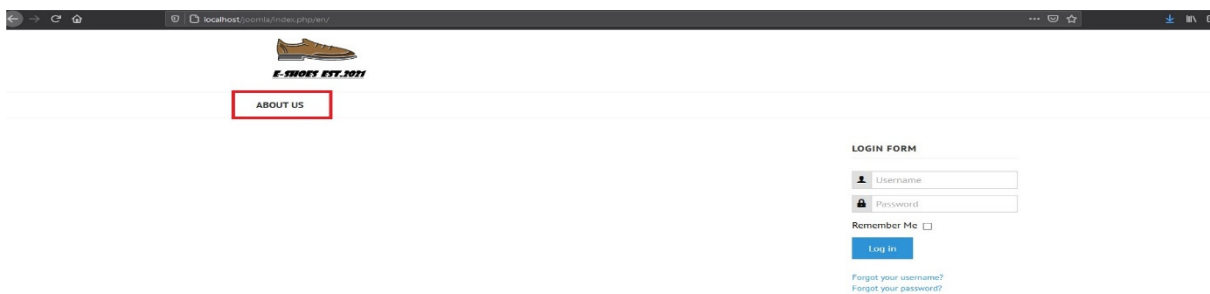 localhost/joomla/index.php/en/
E-SHOES EST.2021
ABOUT US
LOGIN FORM
Username
Password
Remember Me
Log in
Forgot your username?
Forgot your password?